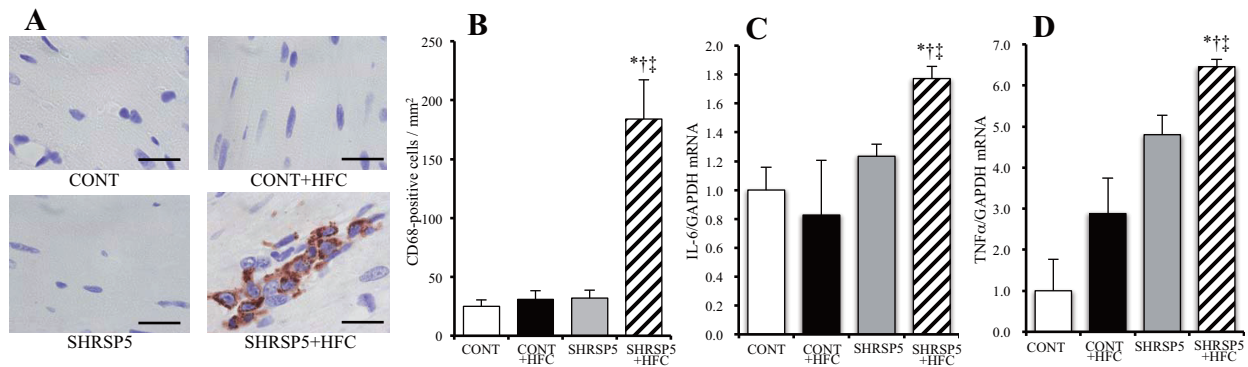 A
CONT
CONT+HFC
SHRSP5
SHRSP5+HFC
B
CD68-positive cells / mm²
250
200
150
100
50
0
CONT
CONT
+HFC
SHRSP5
SHRSP5
+HFC
*†‡
C
IL-6/GAPDH mRNA
2.0
1.8
1.6
1.4
1.2
1.0
0.8
0.6
0.4
0.2
0.0
CONT
CONT
+HFC
SHRSP5
SHRSP5
+HFC
*†‡
D
TNFα/GAPDH mRNA
7.0
6.0
5.0
4.0
3.0
2.0
1.0
0.0
CONT
CONT
+HFC
SHRSP5
SHRSP5
+HFC
*†‡